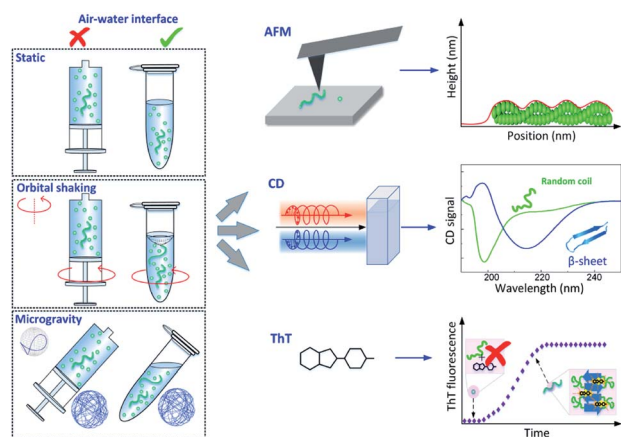 Air-water interface
Static
Orbital shaking
Microgravity
AFM
Height (nm)
Position (nm)
CD
CD signal
Random coil
β-sheet
200
220
240
Wavelength (nm)
ThT
ThT fluorescence
+
Time